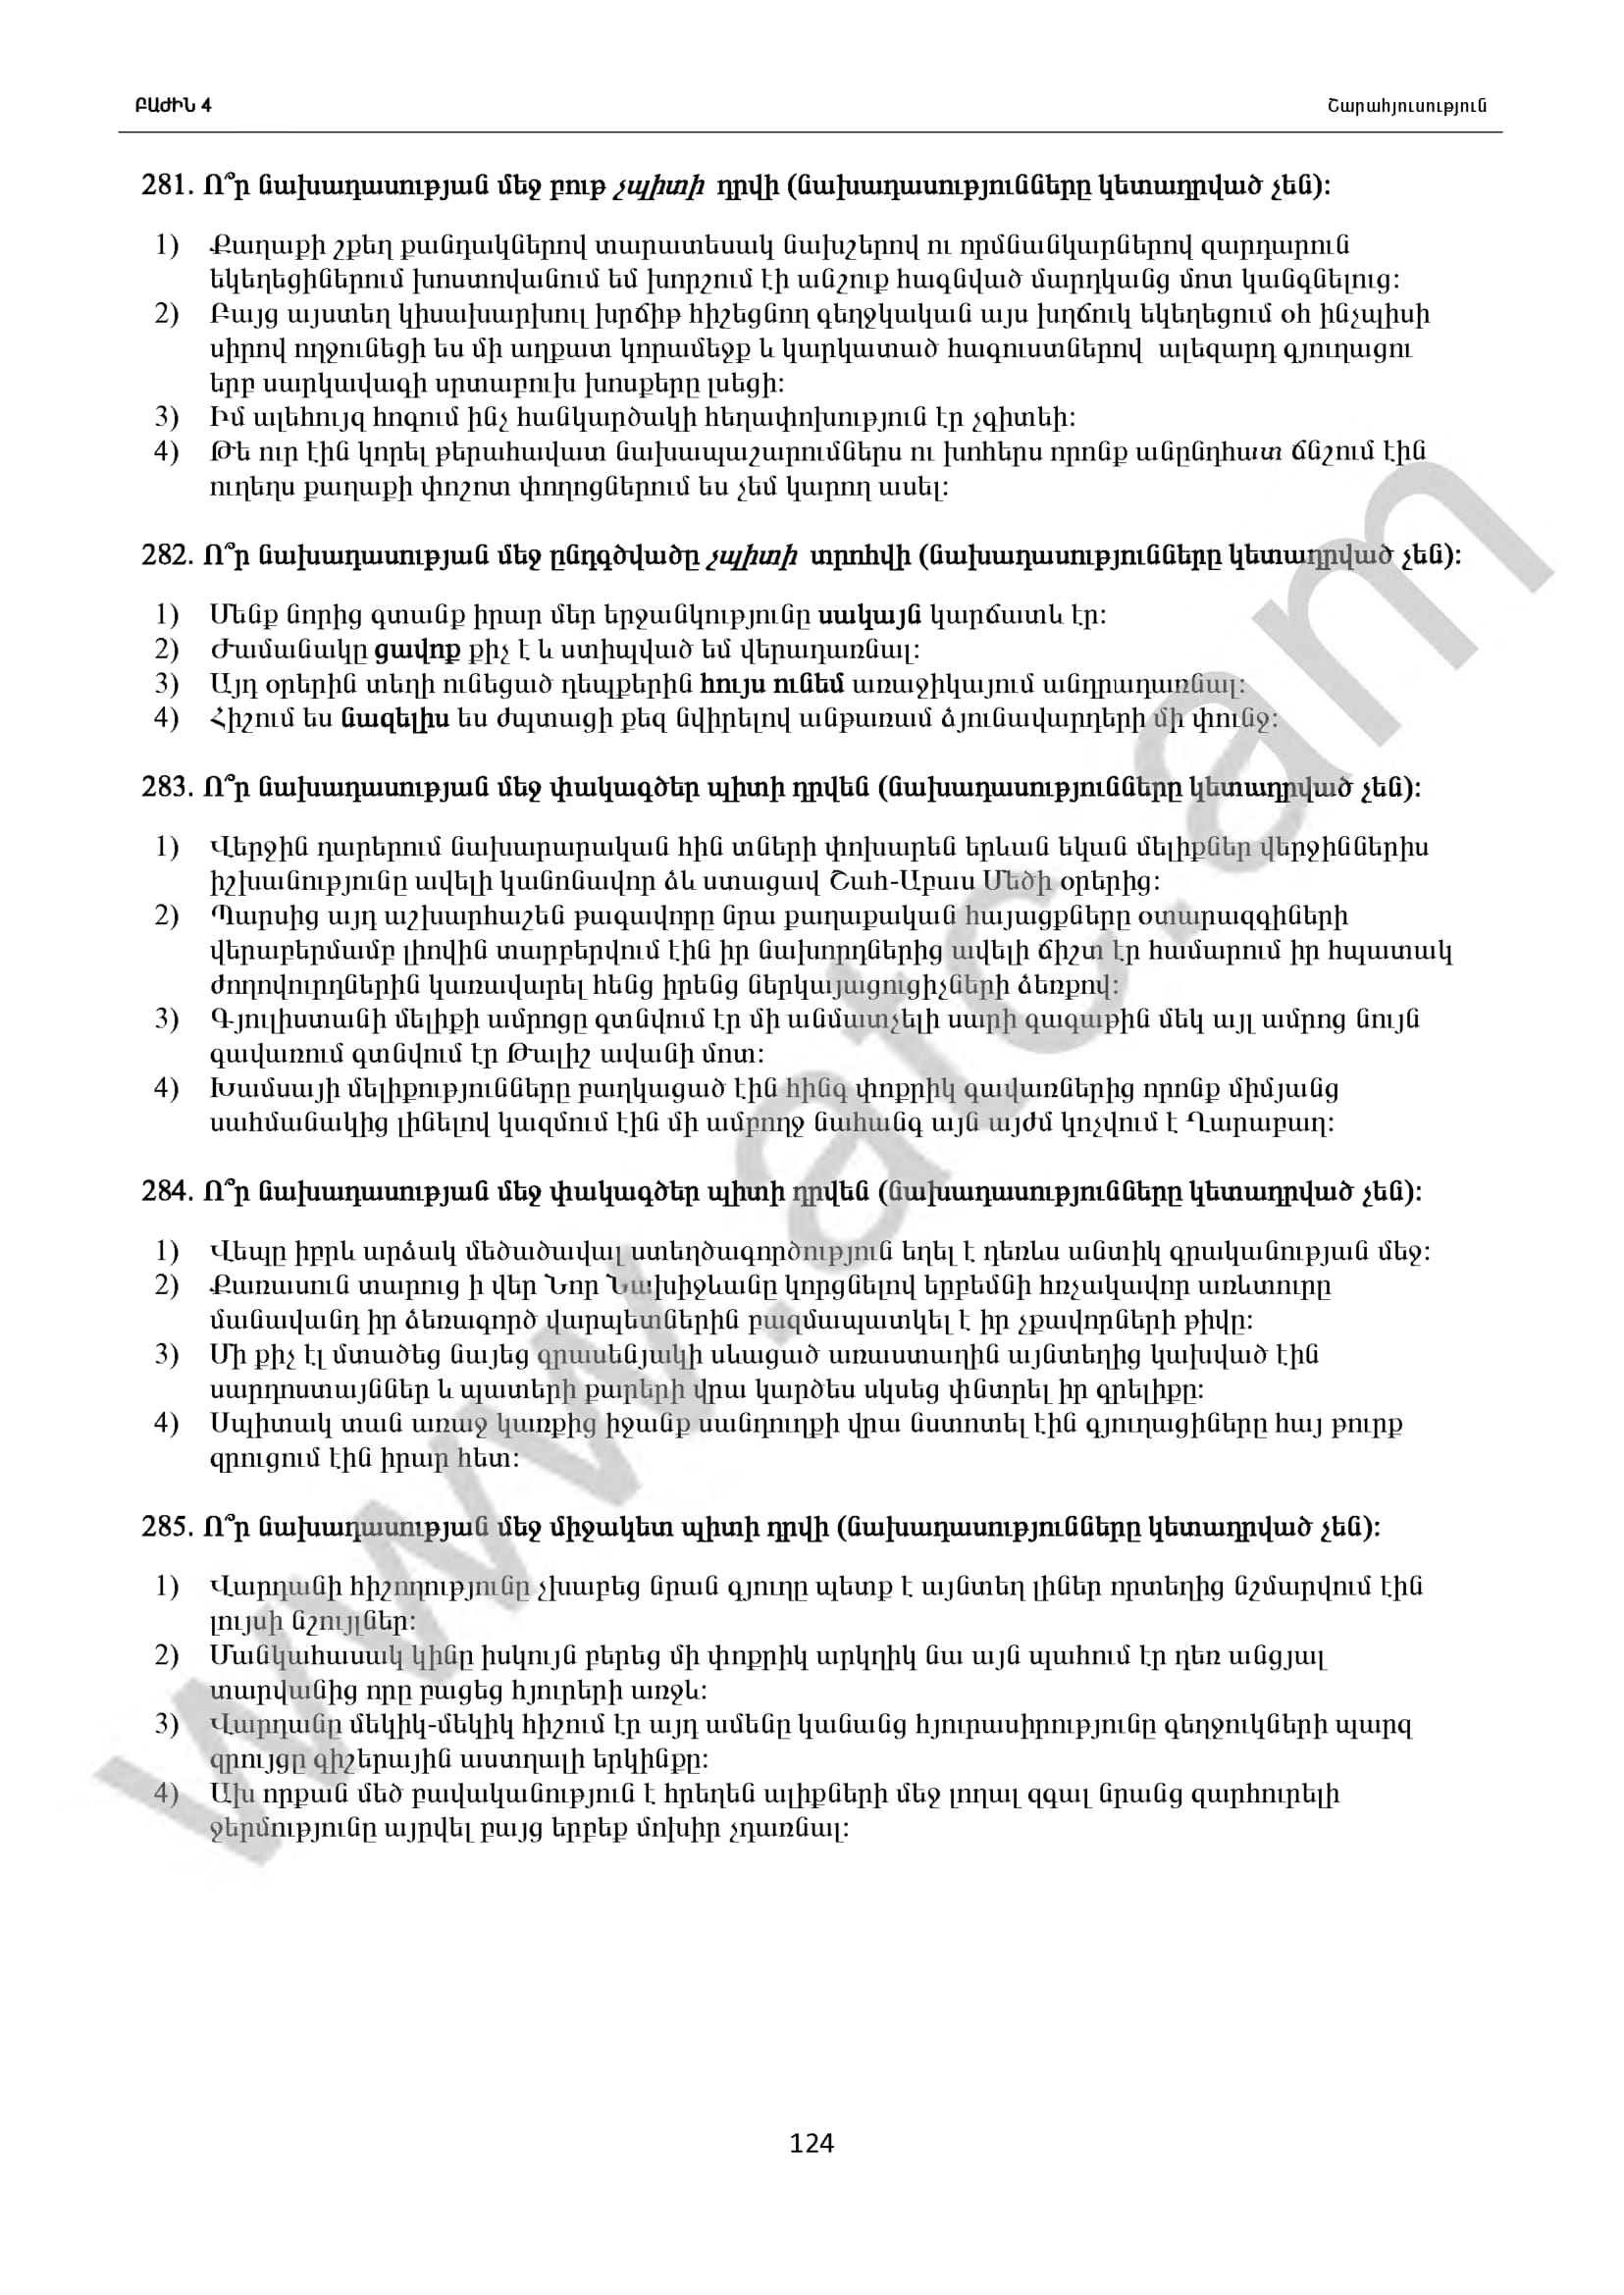 ԲԱԺԻՆ 4
Շարահյուսություն
281. Ո՞ր նախադասության մեջ բութ չպիտի դրվի (նախադասությունները կետադրված չեն):
1) Քաղաքի շքեղ քանդակներով տարատեսակ նախշերով ու որմնանկարներով զարդարուն
եկեղեցիներում խոստովանում եմ խորշում էի անշուք հագնված մարդկանց մոտ կանգնելուց:
2) Բայց այստեղ կիսախարխուլ խրճիթ հիշեցնող գեղջկական այս խղճուկ եկեղեցում օհ ինչպիսի
սիրով ողջունեցի ես մի աղքատ կորամեջք և կարկատած հագուստներով ալեզարդ գյուղացու
երբ սարկավագի սրտաբուխ խոսքերը լսեցի:
3) Իմ ալեհույզ հոգում ինչ հանկարծակի հեղափոխություն էր չգիտեի:
4) Թե ուր էին կորել թերահավատ նախապաշարումներս ու խոհերս որոնք անընդհատ ճնշում էին
ուղեղս քաղաքի փոշոտ փողոցներում ես չեմ կարող ասել:
282. Ո՞ր նախադասության մեջ ընդգծվածը չպիտի տրոհվի (նախադասությունները կետադրված չեն):
1) Մենք նորից գտանք իրար մեր երջանկությունը սակայն կարճատև էր:
2) Ժամանակը ցավոք քիչ է և ստիպված եմ վերադառնալ:
3) Այդ օրերին տեղի ունեցած դեպքերին հույս ունեմ առաջիկայում անդրադառնալ:
4) Հիշում ես նազելիս ես ժպտացի քեզ նվիրելով անթառամ ձյունավարդերի մի փունջ:
283. Ո՞ր նախադասության մեջ փակագծեր պիտի դրվեն (նախադասությունները կետադրված չեն):
1) Վերջին դարերում նախարարական հին տների փոխարեն երևան եկան մելիքներ վերջիններիս
իշխանությունը ավելի կանոնավոր ձև ստացավ Շահ-Աբաս Մեծի օրերից:
2) Պարսից այդ աշխարհաշեն թագավորը նրա քաղաքական հայացքները օտարազգիների
վերաբերմամբ լիովին տարբերվում էին իր նախորդներից ավելի ճիշտ էր համարում իր հպատակ
ժողովուրդներին կառավարել հենց իրենց ներկայացուցիչների ձեռքով:
3) Գյուլիստանի մելիքի ամրոցը գտնվում էր մի անմատչելի սարի գագաթին մեկ այլ ամրոց նույն
գավառում գտնվում էր Թալիշ ավանի մոտ:
4) Խամսայի մելիքությունները բաղկացած էին հինգ փոքրիկ գավառներից որոնք միմյանց
սահմանակից լինելով կազմում էին մի ամբողջ նահանգ այն այժմ կոչվում է Ղարաբաղ:
284. Ո՞ր նախադասության մեջ փակագծեր պիտի դրվեն (նախադասությունները կետադրված չեն):
1) Վեպը իբրև արձակ մեծածավալ ստեղծագործություն եղել է դեռևս անտիկ գրականության մեջ:
2) Քառասուն տարուց ի վեր Նոր Նախիջևանը կորցնելով երբեմնի հռչակավոր առևտուրը
մանավանդ իր ձեռագործ վարպետներին բազմապատկել է իր չքավորների թիվը:
3) Մի քիչ էլ մտածեց նայեց գրասենյակի սևացած առաստաղին այնտեղից կախված էին
սարդոստայններ և պատերի քարերի վրա կարծես սկսեց փնտրել իր գրելիքը:
4) Սպիտակ տան առաջ կառքից իջանք սանդուղքի վրա նստոտել էին գյուղացիները հայ թուրք
զրուցում էին իրար հետ:
285. Ո՞ր նախադասության մեջ միջակետ պիտի դրվի (նախադասությունները կետադրված չեն):
1) Վարդանի հիշողությունը չխաբեց նրան գյուղը պետք է այնտեղ լիներ որտեղից նշմարվում էին
լույսի նշույլներ:
2) Մանկահասակ կինը իսկույն բերեց մի փոքրիկ արկղիկ նա այն պահում էր դեռ անցյալ
տարվանից որը բացեց հյուրերի առջև:
3) Վարդանը մեկիկ-մեկիկ հիշում էր այդ ամենը կանանց հյուրասիրությունը գեղջուկների պարզ
զրույցը գիշերային աստղալի երկինքը:
4) Ախ որքան մեծ բավականություն է հրեղեն ալիքների մեջ լողալ զգալ նրանց զարհուրելի
ջերմությունը այրվել բայց երբեք մոխիր չդառնալ:
www.atc.am
124